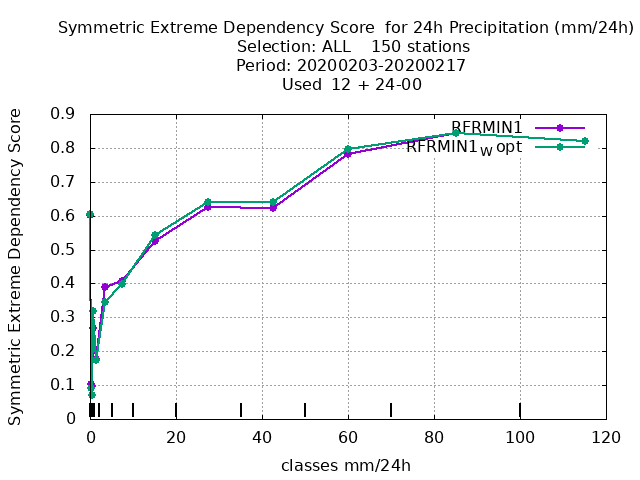 Symmetric Extreme Dependency Score  for 24h Precipitation (mm/24h)
Selection: ALL    150 stations
Period: 20200203-20200217
Used  12 + 24-00
Symmetric Extreme Dependency Score
0.9
0.8
0.7
0.6
0.5
0.4
0.3
0.2
0.1
0
RFRMIN1
RFRMIN1W opt
0 20 40 60 80 100 120
classes mm/24h